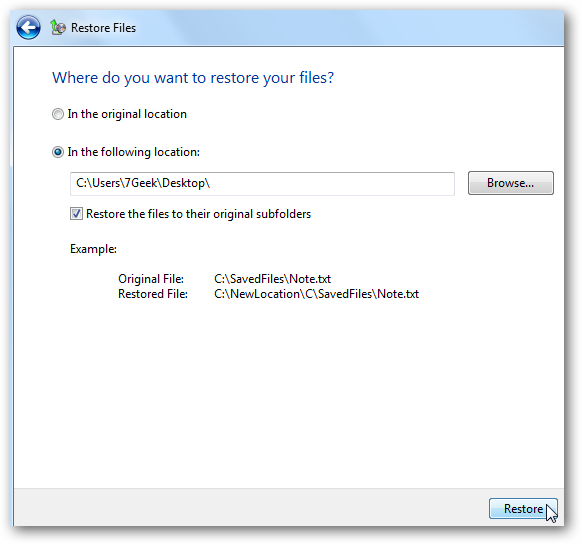 Restore Files
Where do you want to restore your files?
In the original location
In the following location:
C:\Users\7Geek\Desktop\
Browse...
Restore the files to their original subfolders
Example:
Original File: C:\SavedFiles\Note.txt
Restored File: C:\NewLocation\C\SavedFiles\Note.txt
Restore